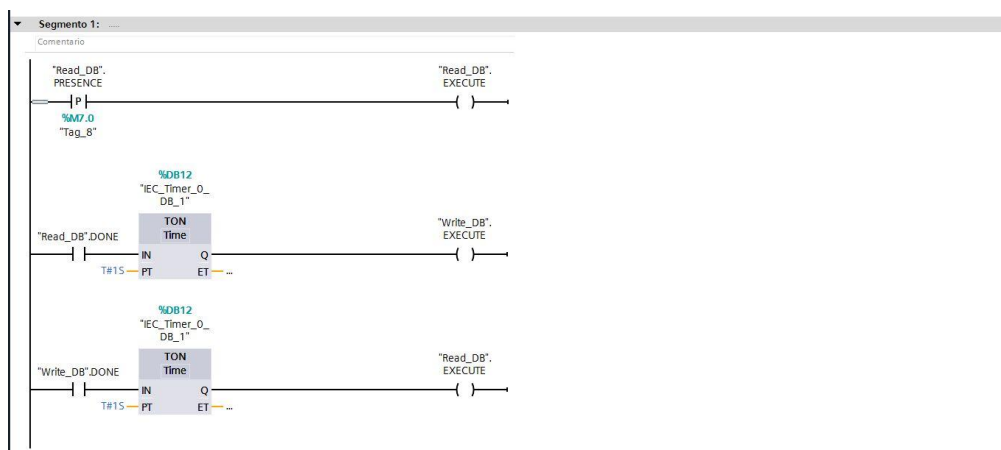 Segmento 1: .....
Comentario
"Read_DB".
PRESENCE
"Read_DB".
EXECUTE
P
%M7.0
"Tag_8"
%DB12
"IEC_Timer_0_
DB_1"
TON
Time
"Read_DB".DONE
"Write_DB".
EXECUTE
IN Q
T#1S PT ET ...
%DB12
"IEC_Timer_0_
DB_1"
TON
Time
"Write_DB".DONE
"Read_DB".
EXECUTE
IN Q
T#1S PT ET ...